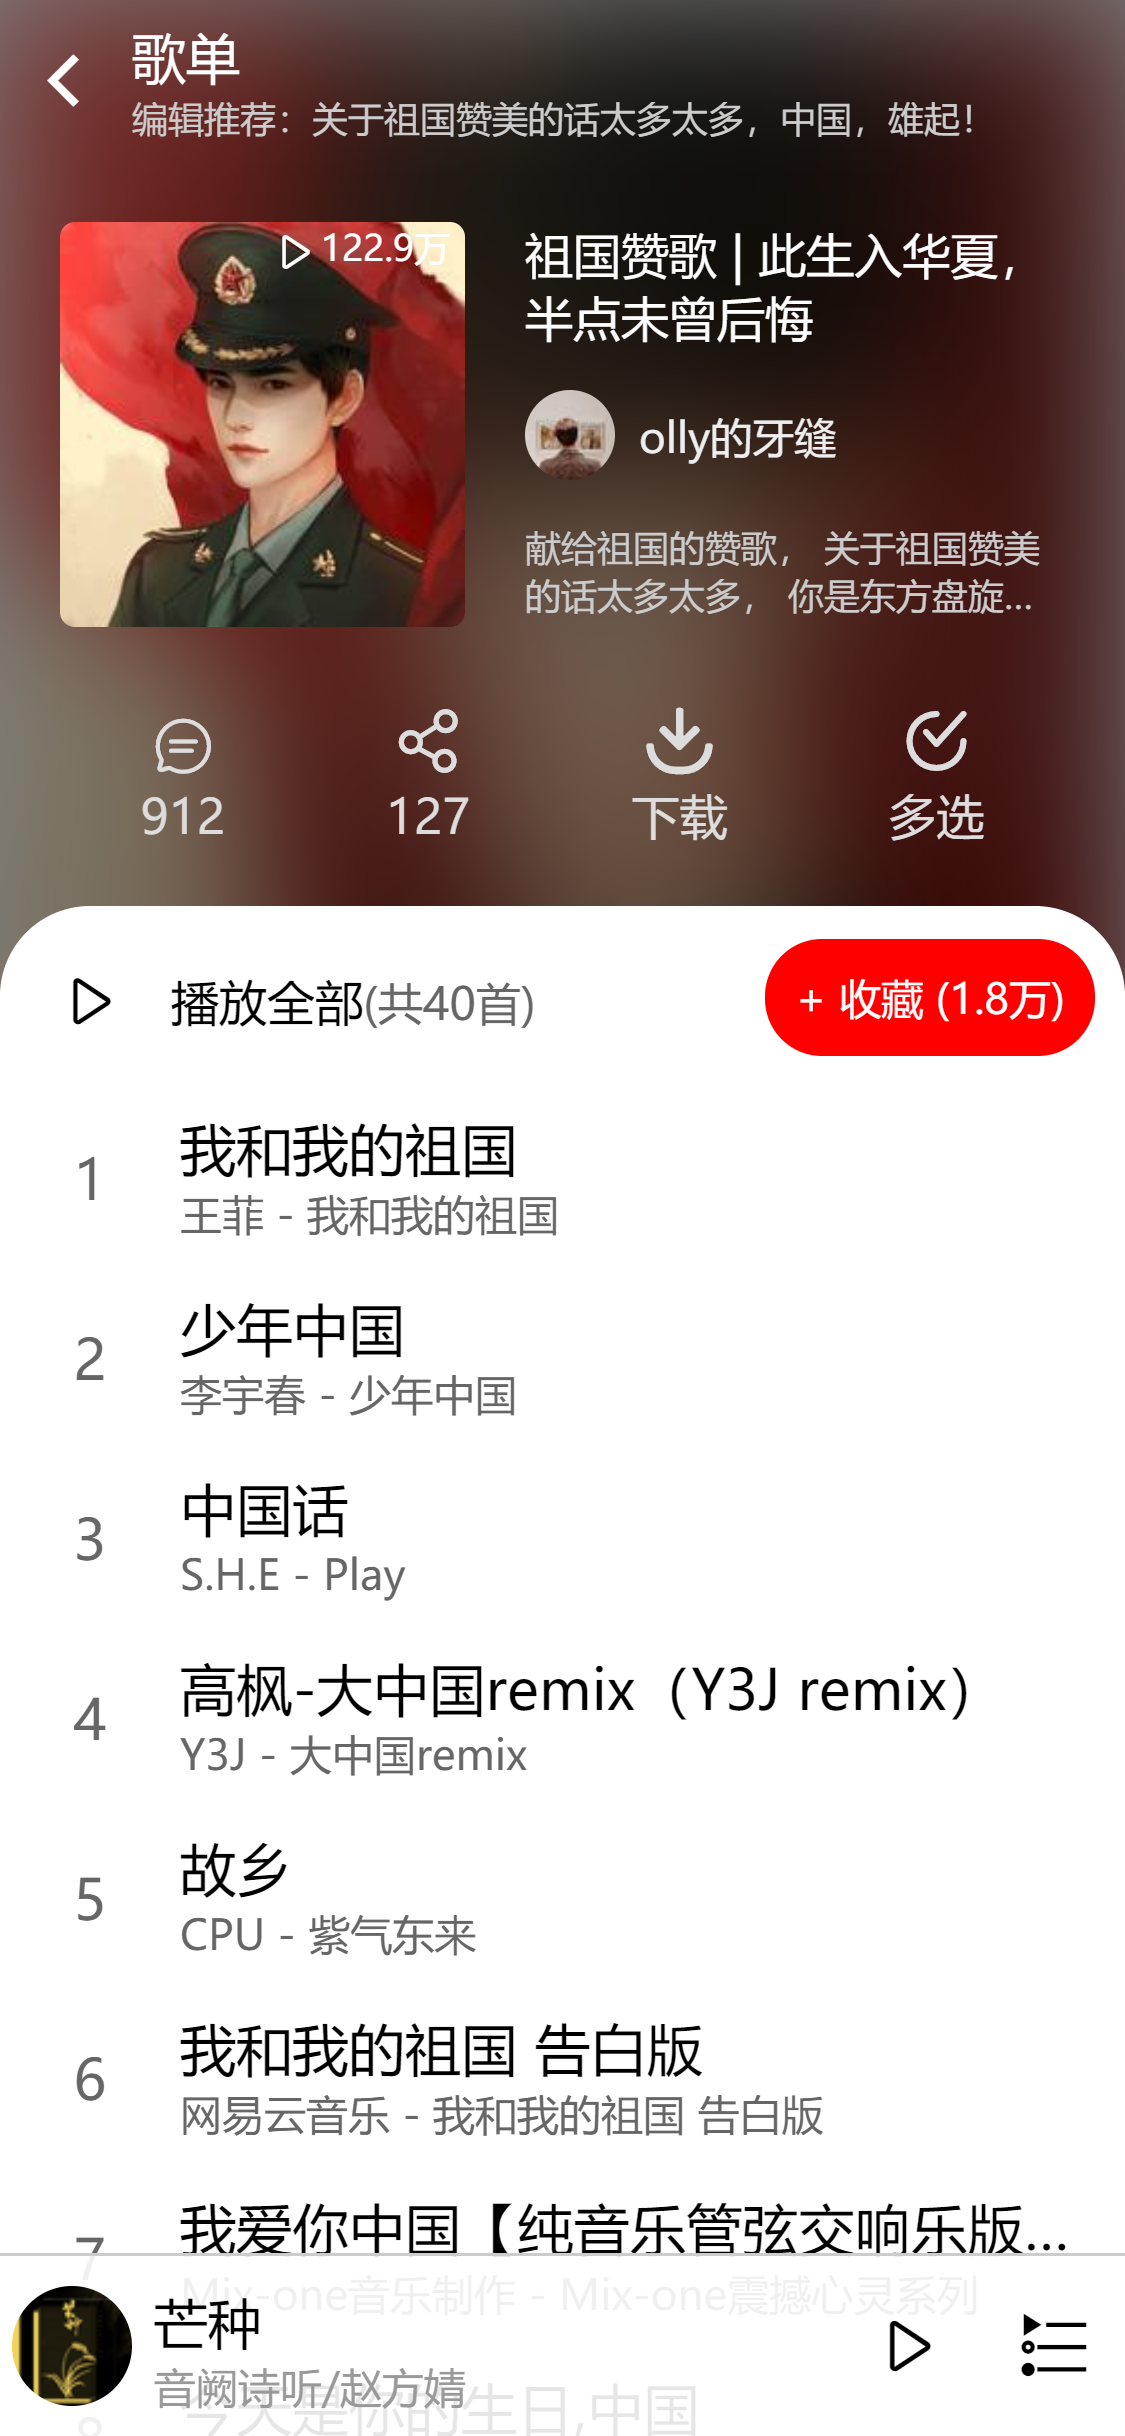 歌单
编辑推荐：关于祖国赞美的话太多太多，中国，雄起！
122.9万
祖国赞歌 | 此生入华夏，
半点未曾后悔
olly的牙缝
献给祖国的赞歌， 关于祖国赞美
的话太多太多， 你是东方盘旋...
912
127
下载
多选
播放全部(共40首)
+ 收藏 (1.8万)
1
我和我的祖国
王菲 - 我和我的祖国
2
少年中国
李宇春 - 少年中国
3
中国话
S.H.E - Play
4
高枫-大中国remix（Y3J remix）
Y3J - 大中国remix
5
故乡
CPU - 紫气东来
6
我和我的祖国 告白版
网易云音乐 - 我和我的祖国 告白版
7
我爱你中国【纯音乐管弦交响乐版...
Mix-one音乐制作 - Mix-one震撼心灵系列
芒种
音阙诗听/赵方婧
8
今天是你的生日,中国